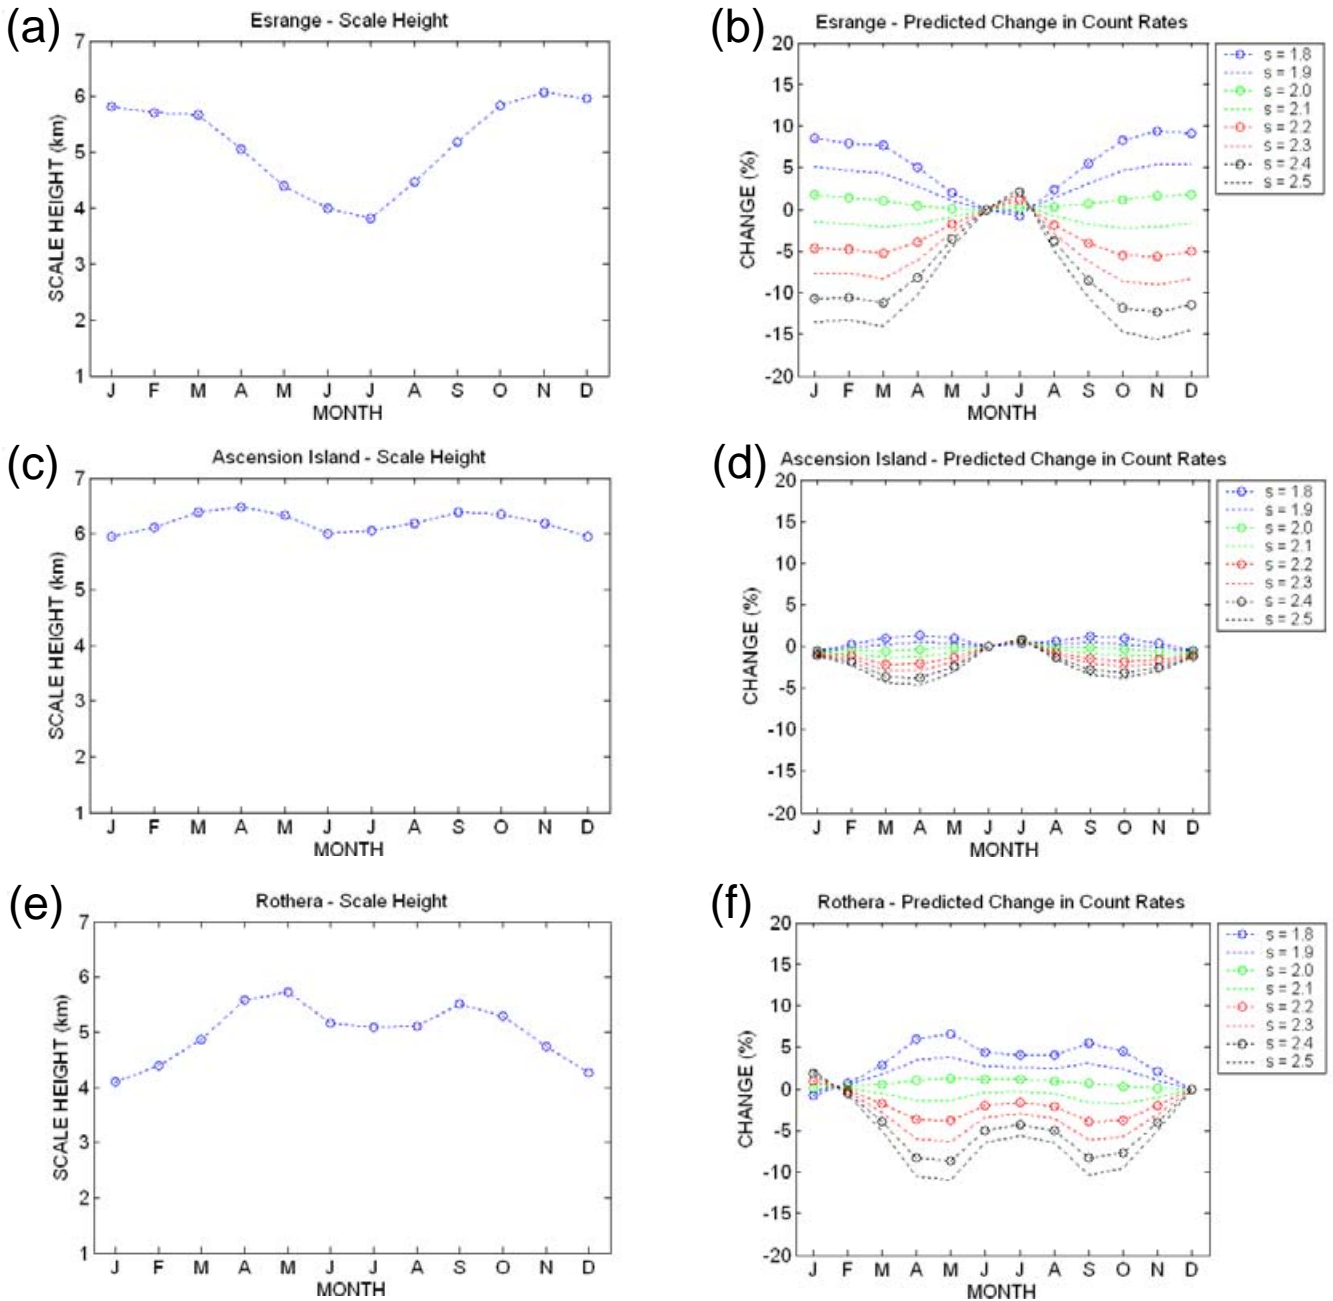 (a)
Esrange - Scale Height
7
6
5
4
3
2
1
SCALE HEIGHT (km)
J F M A M J J A S O N D
MONTH
(b)
Esrange - Predicted Change in Count Rates
20
15
10
5
0
-5
-10
-15
-20
CHANGE (%)
J F M A M J J A S O N D
MONTH
s = 1.8
s = 1.9
s = 2.0
s = 2.1
s = 2.2
s = 2.3
s = 2.4
s = 2.5
(c)
Ascension Island - Scale Height
7
6
5
4
3
2
1
SCALE HEIGHT (km)
J F M A M J J A S O N D
MONTH
(d)
Ascension Island - Predicted Change in Count Rates
20
15
10
5
0
-5
-10
-15
-20
CHANGE (%)
J F M A M J J A S O N D
MONTH
s = 1.8
s = 1.9
s = 2.0
s = 2.1
s = 2.2
s = 2.3
s = 2.4
s = 2.5
(e)
Rothera - Scale Height
7
6
5
4
3
2
1
SCALE HEIGHT (km)
J F M A M J J A S O N D
MONTH
(f)
Rothera - Predicted Change in Count Rates
20
15
10
5
0
-5
-10
-15
-20
CHANGE (%)
J F M A M J J A S O N D
MONTH
s = 1.8
s = 1.9
s = 2.0
s = 2.1
s = 2.2
s = 2.3
s = 2.4
s = 2.5